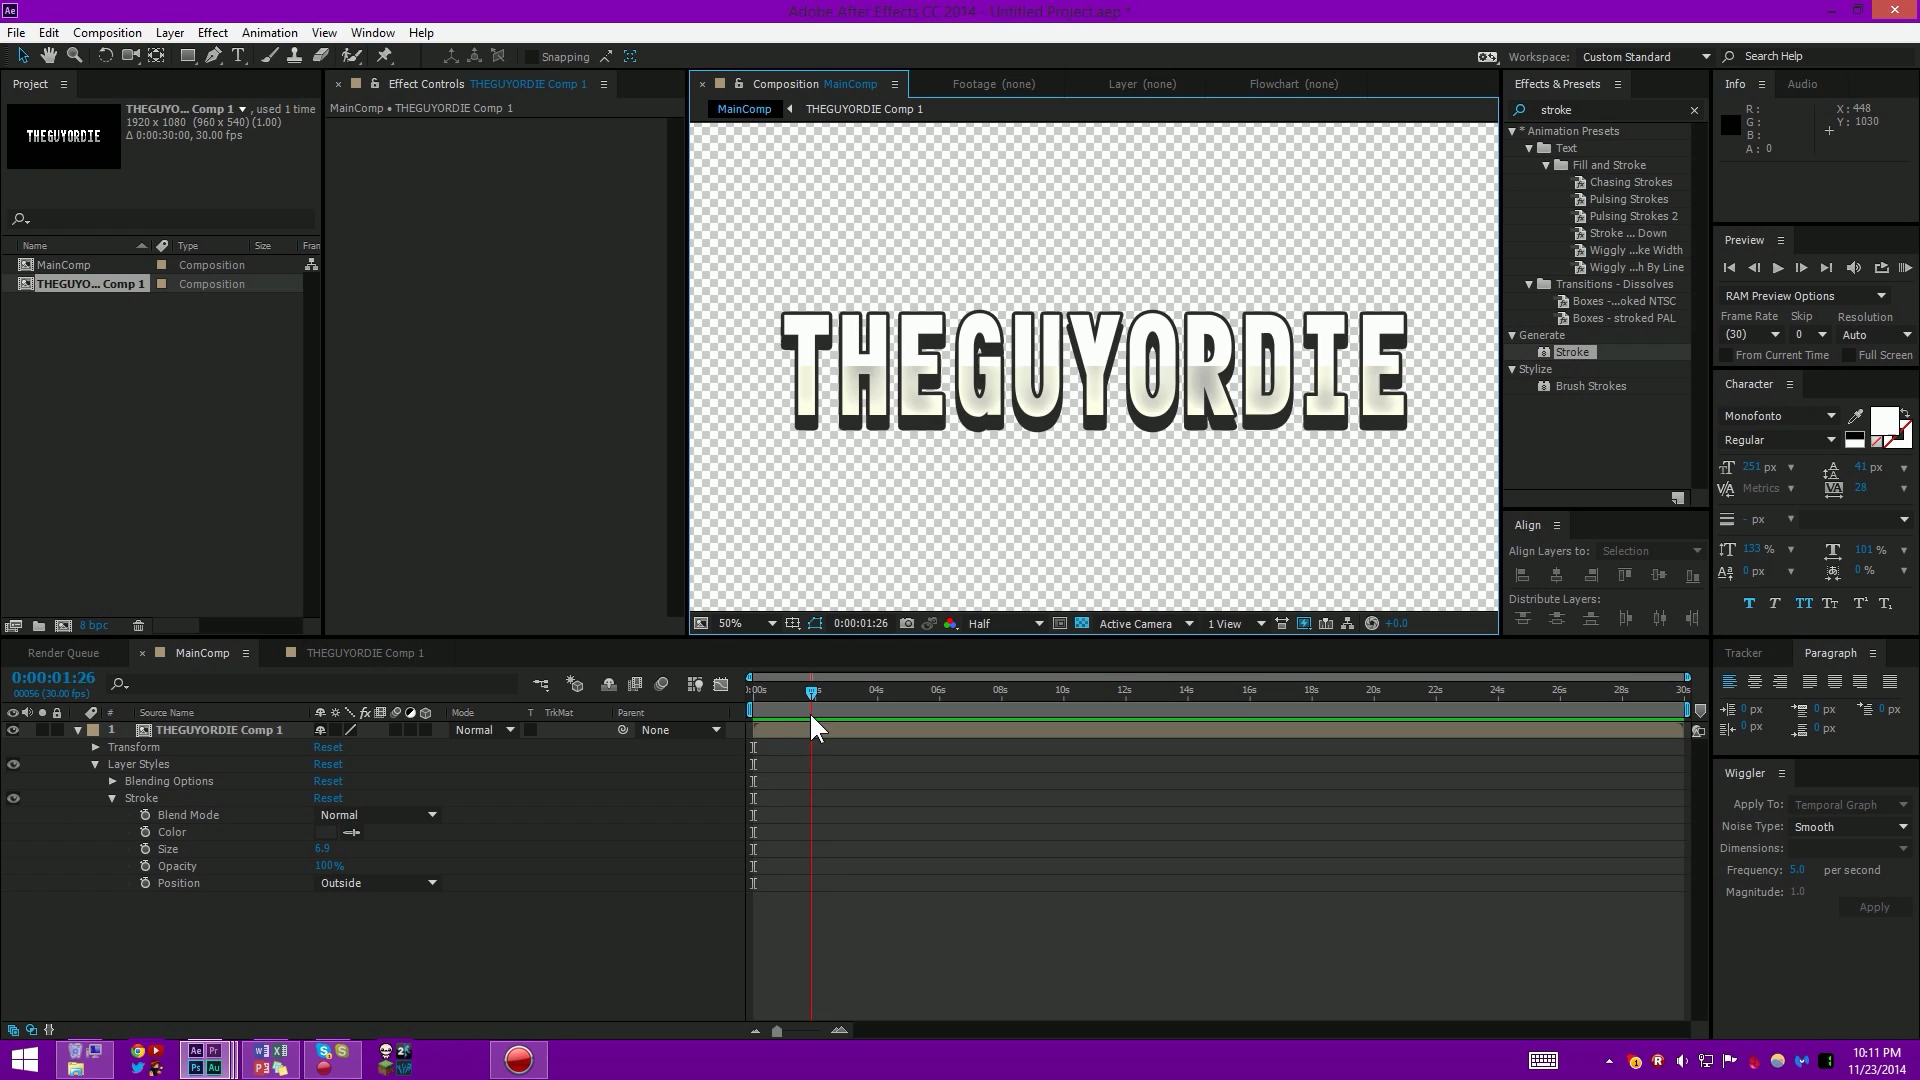 Adobe After Effects CC 2014 - Untitled Project.aep *
File Edit Composition Layer Effect Animation View Window Help
Snapping
Workspace: Custom Standard
Search Help
Project
THEGUYO... Comp 1 , used 1 time
1920 x 1080 (960 x 540) (1.00)
Δ 0:00:30:00, 30.00 fps
THEGUYORDIE
Name Type Size Fran
MainComp Composition
THEGUYO... Comp 1 Composition
8 bpc
Effect Controls THEGUYORDIE Comp 1
MainComp • THEGUYORDIE Comp 1
Composition MainComp
Footage (none)
Layer (none)
Flowchart (none)
MainComp THEGUYORDIE Comp 1
THEGUYORDIE
50% 0:00:01:26 Half Active Camera 1 View +0.0
Effects & Presets
stroke
* Animation Presets
Text
Fill and Stroke
Chasing Strokes
Pulsing Strokes
Pulsing Strokes 2
Stroke ... Down
Wiggly ...ke Width
Wiggly ...h By Line
Transitions - Dissolves
Boxes -...oked NTSC
Boxes - stroked PAL
Generate
Stroke
Stylize
Brush Strokes
Align
Align Layers to: Selection
Distribute Layers:
Info Audio
R : X : 448
G : Y : 1030
B :
A : 0
Preview
RAM Preview Options
Frame Rate Skip Resolution
(30) 0 Auto
From Current Time Full Screen
Character
Monofonto
Regular
251 px 41 px
Metrics 28
- px
133 % 101 %
0 px 0 %
Tracker Paragraph
0 px 0 px 0 px
0 px 0 px
Wiggler
Apply To: Temporal Graph
Noise Type: Smooth
Dimensions:
Frequency: 5.0 per second
Magnitude: 1.0
Apply
Render Queue MainComp THEGUYORDIE Comp 1
0:00:01:26
00056 (30.00 fps)
# Source Name Mode T TrkMat Parent
1 THEGUYORDIE Comp 1 Normal None
Transform Reset
Layer Styles Reset
Blending Options Reset
Stroke Reset
Blend Mode Normal
Color
Size 6.9
Opacity 100%
Position Outside
04s 06s 08s 10s 12s 14s 16s 18s 20s 22s 24s 26s 28s 30s
10:11 PM
11/23/2014